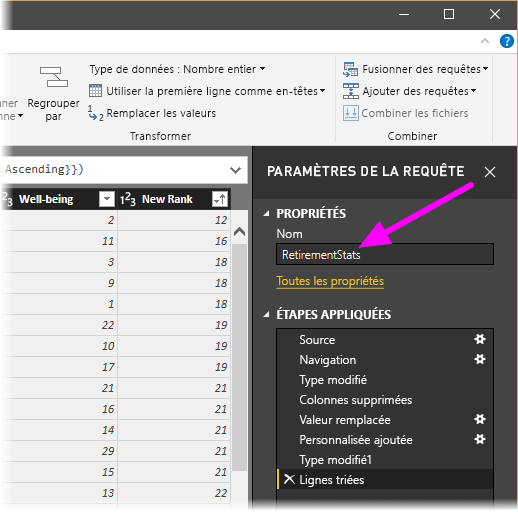 Type de données : Nombre entier
Fusionner des requêtes
Regrouper par
Utiliser la première ligne comme en-têtes
Ajouter des requêtes
Remplacer les valeurs
Combiner les fichiers
Transformer
Combiner
.Ascending}})
PARAMÈTRES DE LA REQUÊTE
Well-being
New Rank
PROPRIÉTÉS
Nom
RetirementStats
Toutes les propriétés
ÉTAPES APPLIQUÉES
Source
Navigation
Type modifié
Colonnes supprimées
Valeur remplacée
Personnalisée ajoutée
Type modifié1
Lignes triées
2 12
11 16
3 18
9 18
1 18
22 19
10 19
17 19
21 21
16 21
14 21
29 21
15 21
13 22